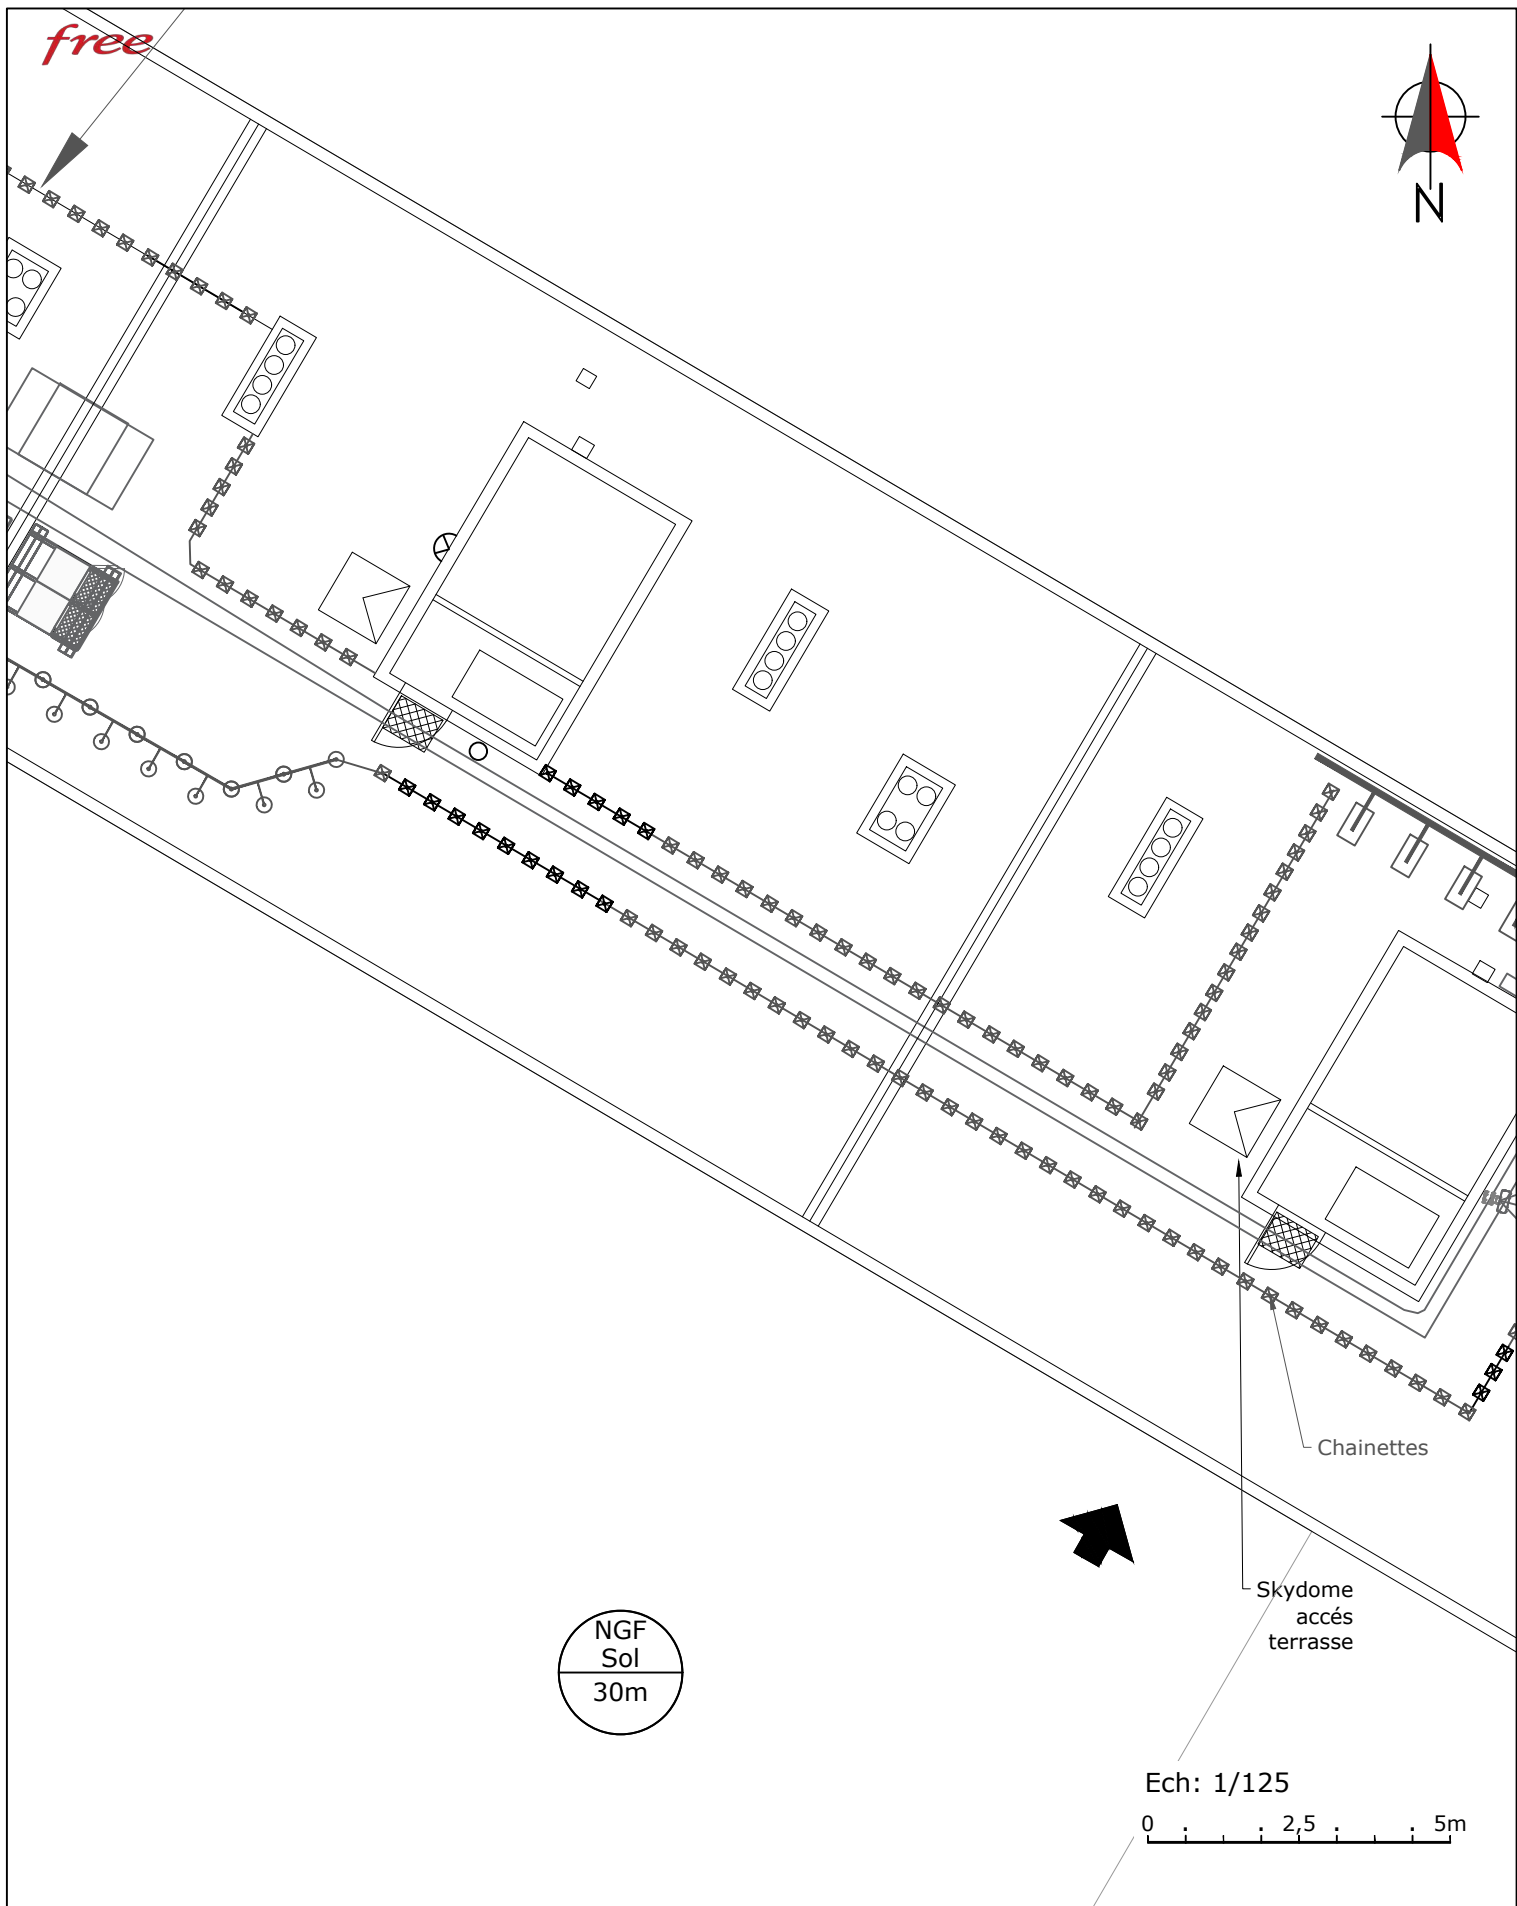 free
N
Chainettes
Skydome
accés
terrasse
NGF
Sol
30m
Ech: 1/125
0 2,5 5m